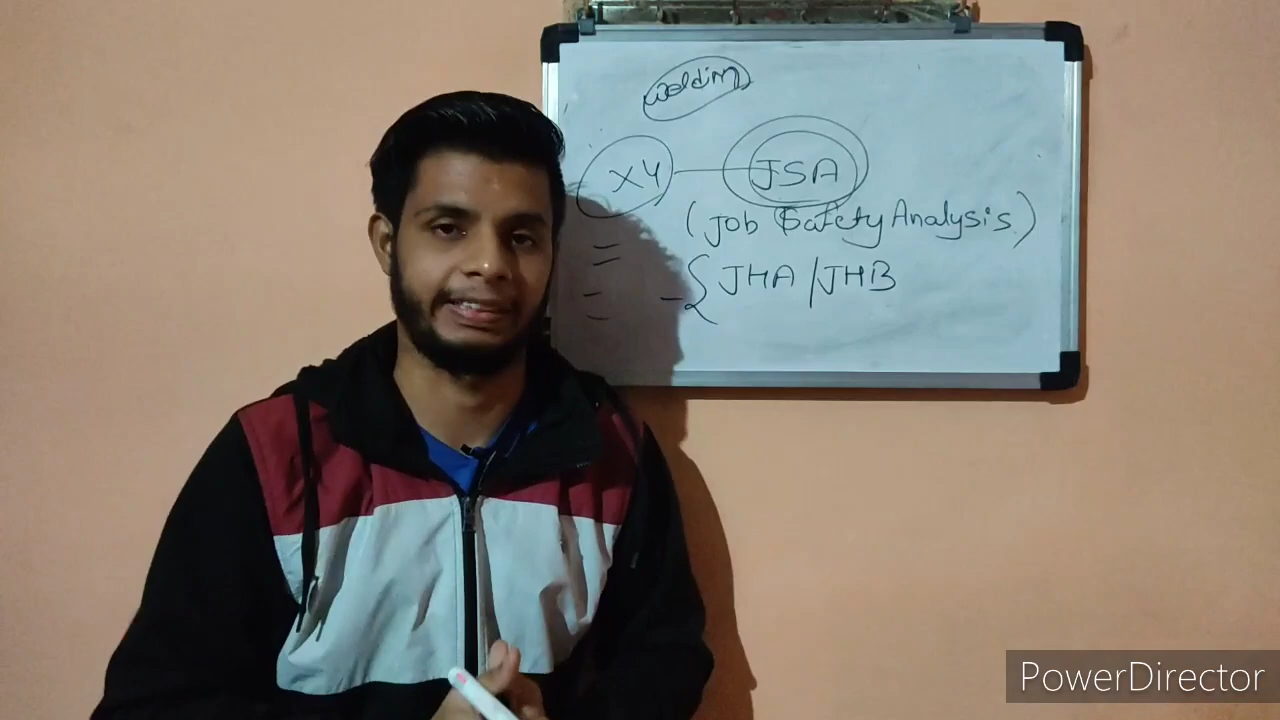 welding
XY JSA
(Job Safety Analysis.)
JHA / JHB
PowerDirector